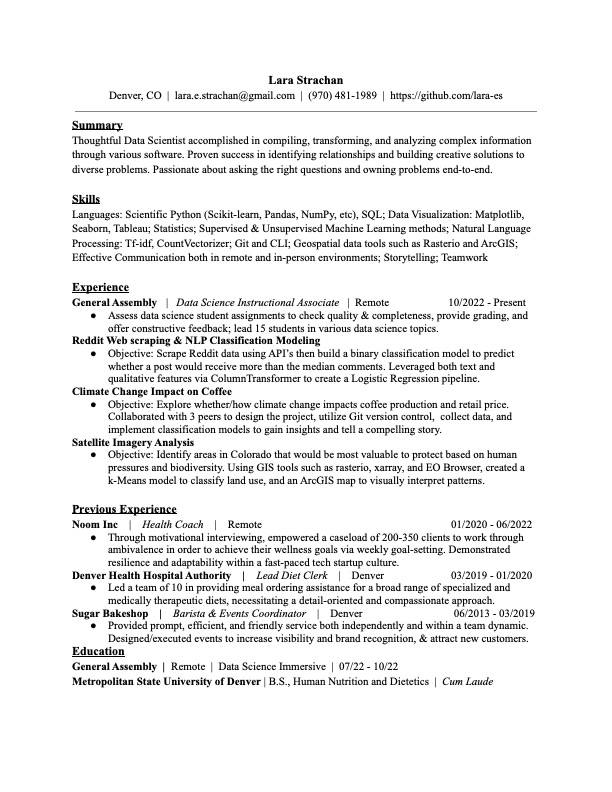 Lara Strachan
Denver, CO | lara.e.strachan@gmail.com | (970) 481-1989 | https://github.com/lara-es
Summary
Thoughtful Data Scientist accomplished in compiling, transforming, and analyzing complex information
through various software. Proven success in identifying relationships and building creative solutions to
diverse problems. Passionate about asking the right questions and owning problems end-to-end.
Skills
Languages: Scientific Python (Scikit-learn, Pandas, NumPy, etc), SQL; Data Visualization: Matplotlib,
Seaborn, Tableau; Statistics; Supervised & Unsupervised Machine Learning methods; Natural Language
Processing: Tf-idf, CountVectorizer; Git and CLI; Geospatial data tools such as Rasterio and ArcGIS;
Effective Communication both in remote and in-person environments; Storytelling; Teamwork
Experience
General Assembly | Data Science Instructional Associate | Remote 10/2022 - Present
● Assess data science student assignments to check quality & completeness, provide grading, and
offer constructive feedback; lead 15 students in various data science topics.
Reddit Web scraping & NLP Classification Modeling
● Objective: Scrape Reddit data using API's then build a binary classification model to predict
whether a post would receive more than the median comments. Leveraged both text and
qualitative features via ColumnTransformer to create a Logistic Regression pipeline.
Climate Change Impact on Coffee
● Objective: Explore whether/how climate change impacts coffee production and retail price.
Collaborated with 3 peers to design the project, utilize Git version control, collect data, and
implement classification models to gain insights and tell a compelling story.
Satellite Imagery Analysis
● Objective: Identify areas in Colorado that would be most valuable to protect based on human
pressures and biodiversity. Using GIS tools such as rasterio, xarray, and EO Browser, created a
k-Means model to classify land use, and an ArcGIS map to visually interpret patterns.
Previous Experience
Noom Inc | Health Coach | Remote 01/2020 - 06/2022
● Through motivational interviewing, empowered a caseload of 200-350 clients to work through
ambivalence in order to achieve their wellness goals via weekly goal-setting. Demonstrated
resilience and adaptability within a fast-paced tech startup culture.
Denver Health Hospital Authority | Lead Diet Clerk | Denver 03/2019 - 01/2020
● Led a team of 10 in providing meal ordering assistance for a broad range of specialized and
medically therapeutic diets, necessitating a detail-oriented and compassionate approach.
Sugar Bakeshop | Barista & Events Coordinator | Denver 06/2013 - 03/2019
● Provided prompt, efficient, and friendly service both independently and within a team dynamic.
Designed/executed events to increase visibility and brand recognition, & attract new customers.
Education
General Assembly | Remote | Data Science Immersive | 07/22 - 10/22
Metropolitan State University of Denver | B.S., Human Nutrition and Dietetics | Cum Laude